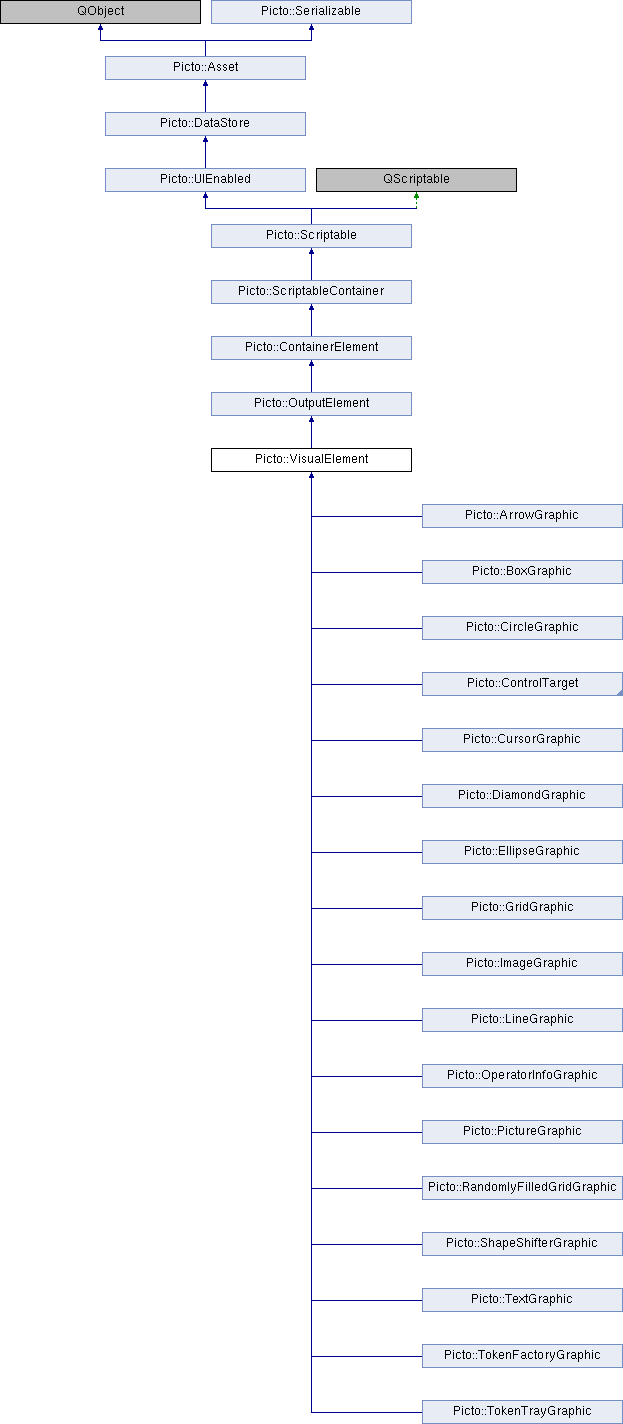 QObject
Picto::Serializable
Picto::Asset
Picto::DataStore
Picto::UIEnabled
QScriptable
Picto::Scriptable
Picto::ScriptableContainer
Picto::ContainerElement
Picto::OutputElement
Picto::VisualElement
Picto::ArrowGraphic
Picto::BoxGraphic
Picto::CircleGraphic
Picto::ControlTarget
Picto::CursorGraphic
Picto::DiamondGraphic
Picto::EllipseGraphic
Picto::GridGraphic
Picto::ImageGraphic
Picto::LineGraphic
Picto::OperatorInfoGraphic
Picto::PictureGraphic
Picto::RandomlyFilledGridGraphic
Picto::ShapeShifterGraphic
Picto::TextGraphic
Picto::TokenFactoryGraphic
Picto::TokenTrayGraphic